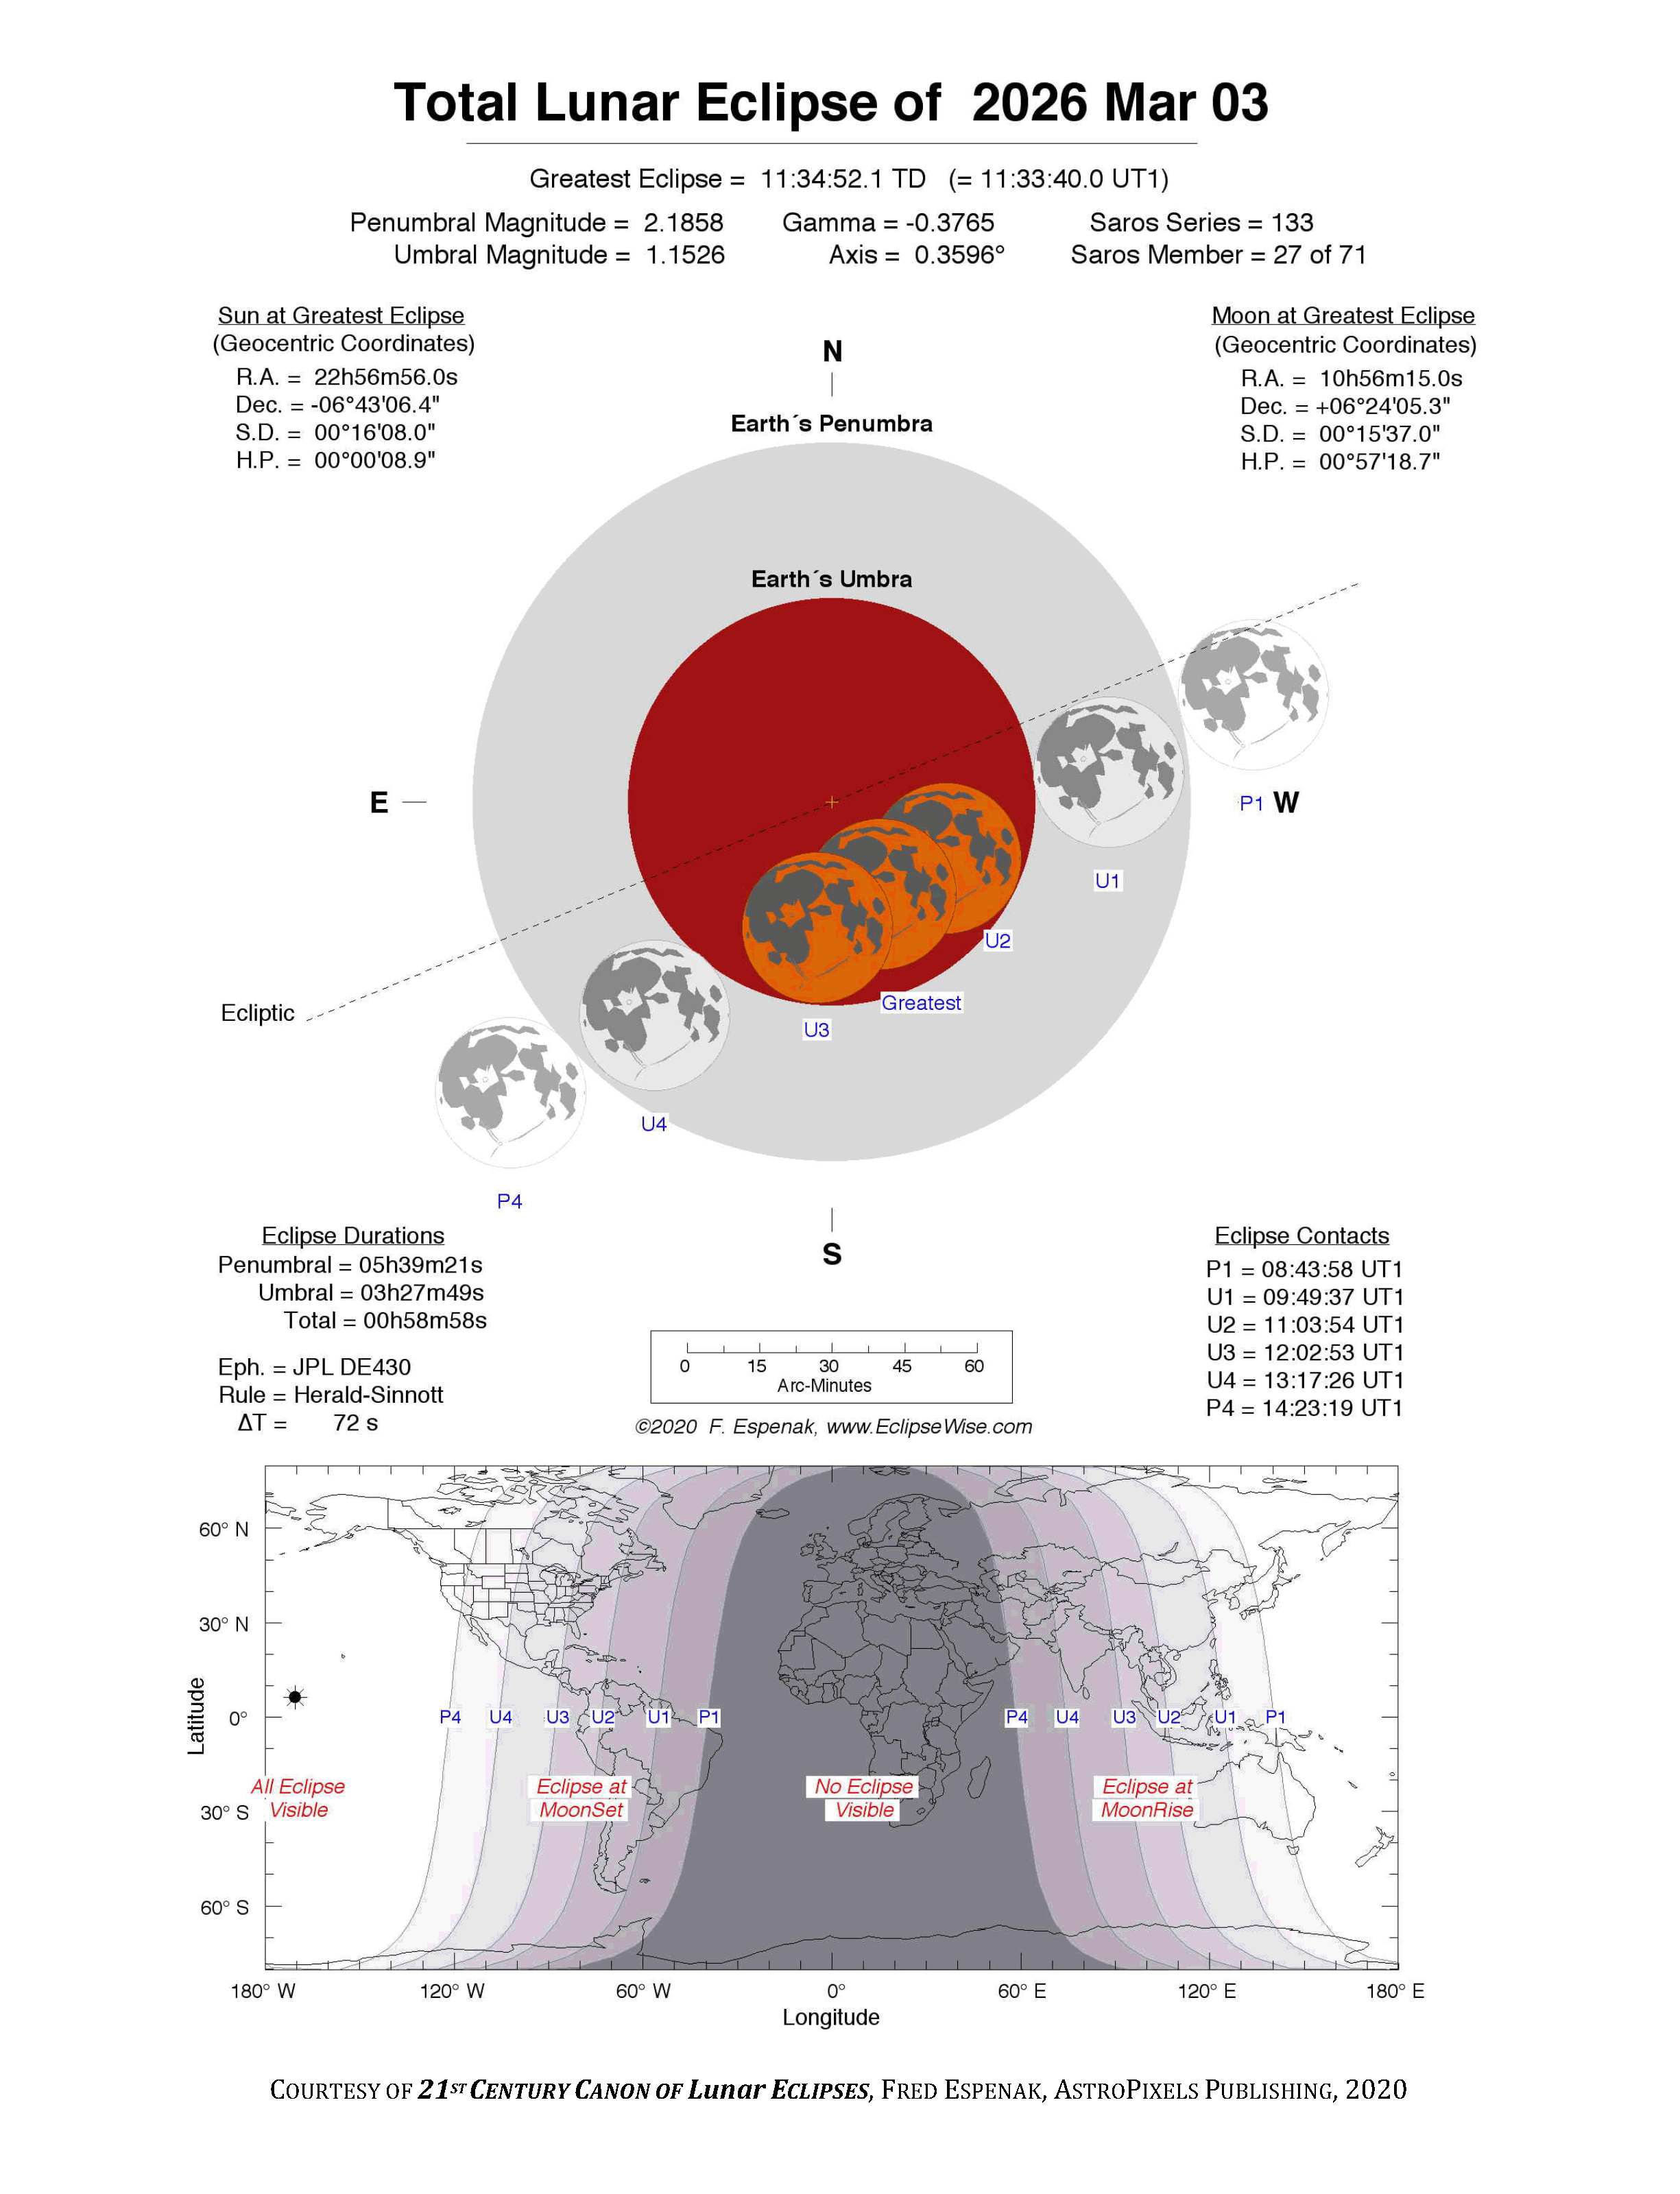 Total Lunar Eclipse of 2026 Mar 03
Greatest Eclipse = 11:34:52.1 TD (= 11:33:40.0 UT1)
Penumbral Magnitude = 2.1858 Gamma = -0.3765 Saros Series = 133
Umbral Magnitude = 1.1526 Axis = 0.3596° Saros Member = 27 of 71
Sun at Greatest Eclipse
(Geocentric Coordinates)
R.A. = 22h56m56.0s
Dec. = -06°43'06.4"
S.D. = 00°16'08.0"
H.P. = 00°00'08.9"
Moon at Greatest Eclipse
(Geocentric Coordinates)
R.A. = 10h56m15.0s
Dec. = +06°24'05.3"
S.D. = 00°15'37.0"
H.P. = 00°57'18.7"
N
Earth´s Penumbra
Earth´s Umbra
E
P1 W
U1
U2
Greatest
Ecliptic
U3
U4
P4
S
Eclipse Durations
Penumbral = 05h39m21s
Umbral = 03h27m49s
Total = 00h58m58s
Eph. = JPL DE430
Rule = Herald-Sinnott
ΔT = 72 s
0 15 30 45 60
Arc-Minutes
©2020 F. Espenak, www.EclipseWise.com
Eclipse Contacts
P1 = 08:43:58 UT1
U1 = 09:49:37 UT1
U2 = 11:03:54 UT1
U3 = 12:02:53 UT1
U4 = 13:17:26 UT1
P4 = 14:23:19 UT1
60° N
30° N
Latitude
0°
30° S
60° S
P4 U4 U3 U2 U1 P1 P4 U4 U3 U2 U1 P1
All Eclipse
Visible
Eclipse at
MoonSet
No Eclipse
Visible
Eclipse at
MoonRise
180° W 120° W 60° W 0° 60° E 120° E 180° E
Longitude
COURTESY OF 21ST CENTURY CANON OF Lunar ECLIPSES, FRED ESPENAK, ASTROPIXELS PUBLISHING, 2020